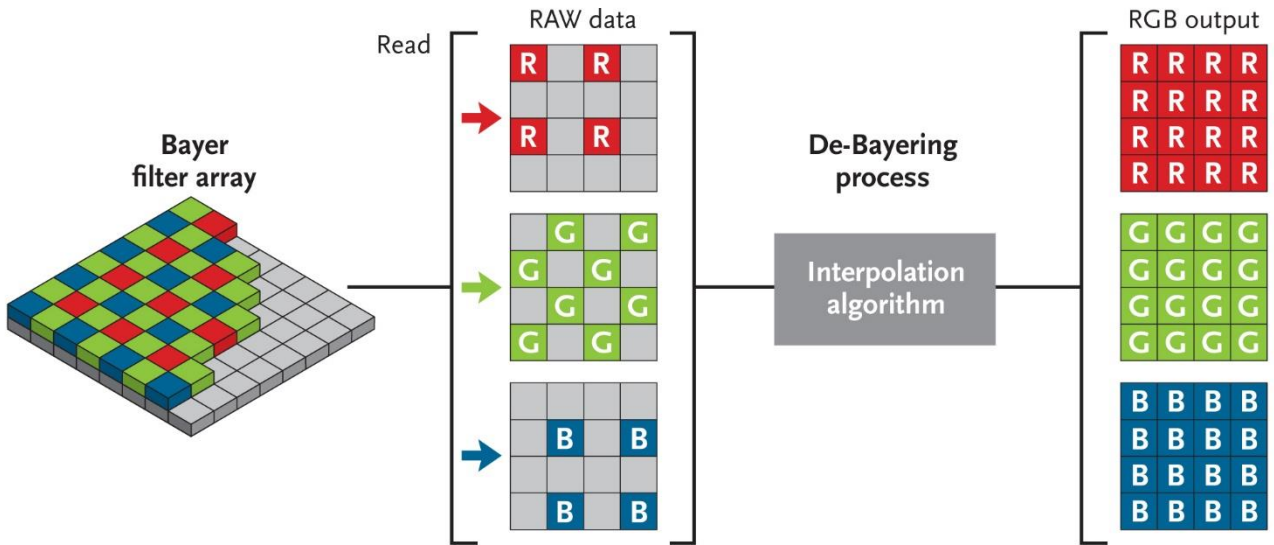 Read
RAW data
RGB output
Bayer
filter array
R R
R R
G G
G G
G G
G G
B B
B B
De-Bayering
process
Interpolation
algorithm
R R R R
R R R R
R R R R
R R R R
G G G G
G G G G
G G G G
G G G G
B B B B
B B B B
B B B B
B B B B